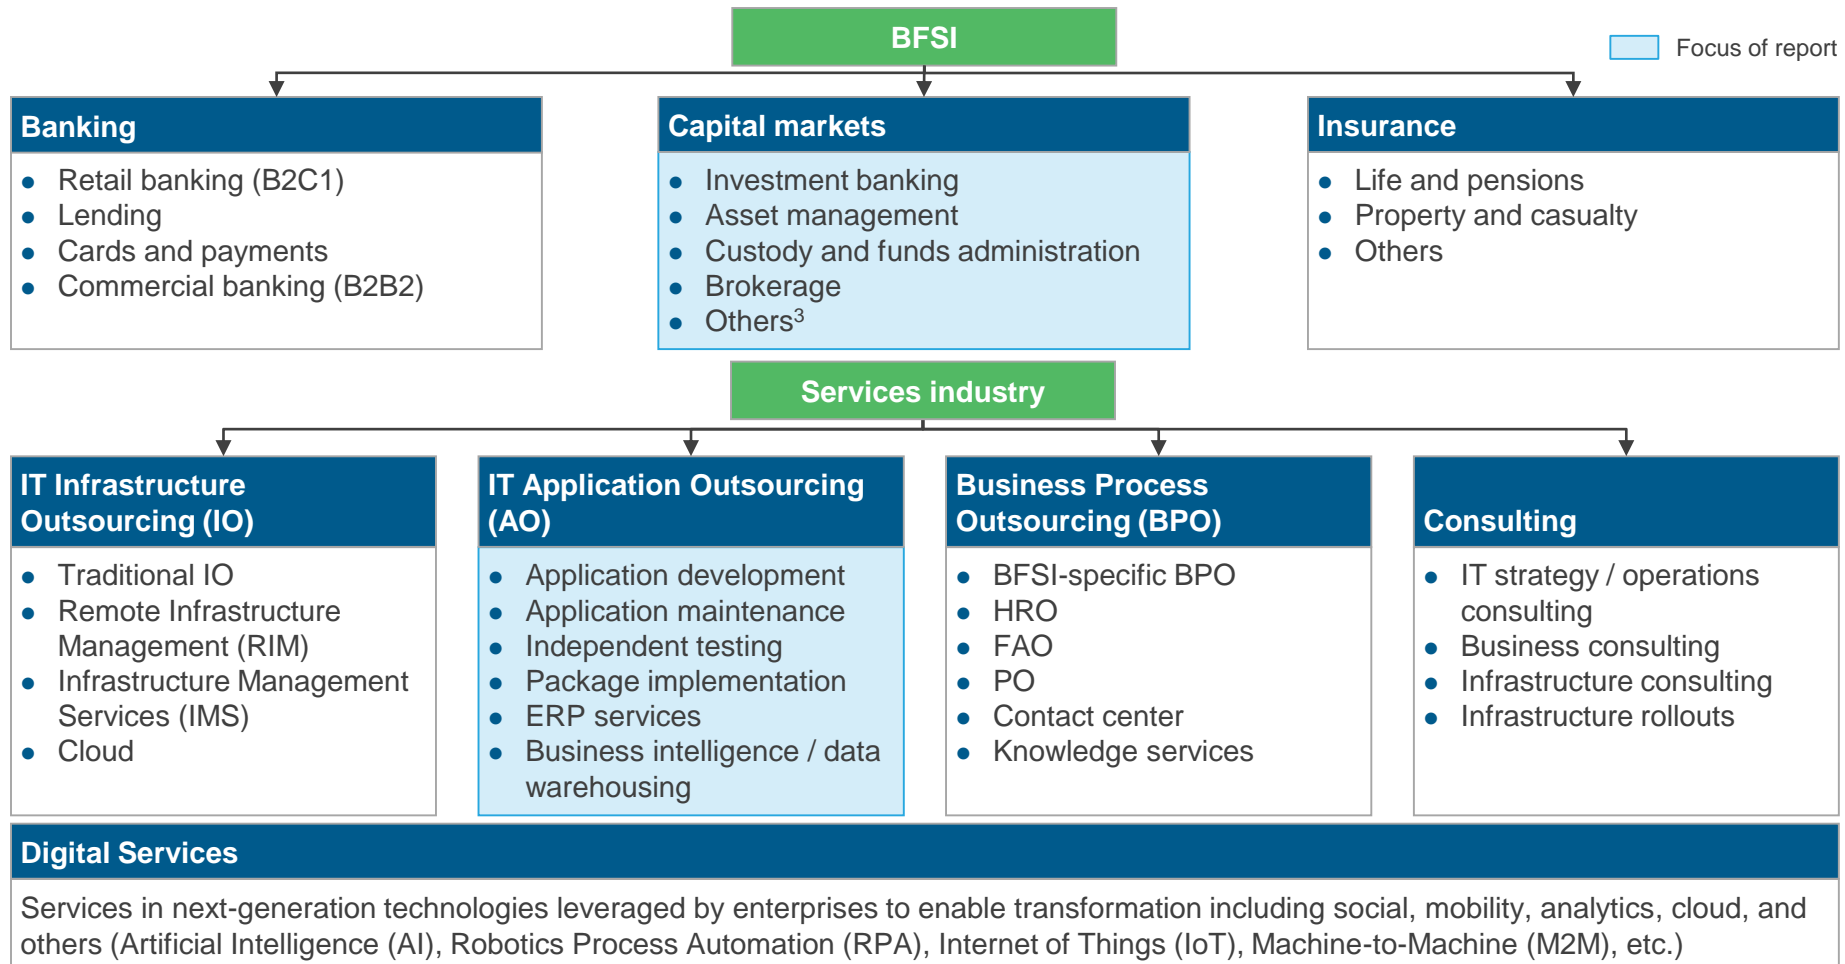 BFSI
Focus of report
Banking
Retail banking (B2C1)
Lending
Cards and payments
Commercial banking (B2B2)
Capital markets
Investment banking
Asset management
Custody and funds administration
Brokerage
Others³
Insurance
Life and pensions
Property and casualty
Others
Services industry
IT Infrastructure
Outsourcing (IO)
Traditional IO
Remote Infrastructure
Management (RIM)
Infrastructure Management
Services (IMS)
Cloud
IT Application Outsourcing
(AO)
Application development
Application maintenance
Independent testing
Package implementation
ERP services
Business intelligence / data
warehousing
Business Process
Outsourcing (BPO)
BFSI-specific BPO
HRO
FAO
PO
Contact center
Knowledge services
Consulting
IT strategy / operations
consulting
Business consulting
Infrastructure consulting
Infrastructure rollouts
Digital Services
Services in next-generation technologies leveraged by enterprises to enable transformation including social, mobility, analytics, cloud, and
others (Artificial Intelligence (AI), Robotics Process Automation (RPA), Internet of Things (IoT), Machine-to-Machine (M2M), etc.)